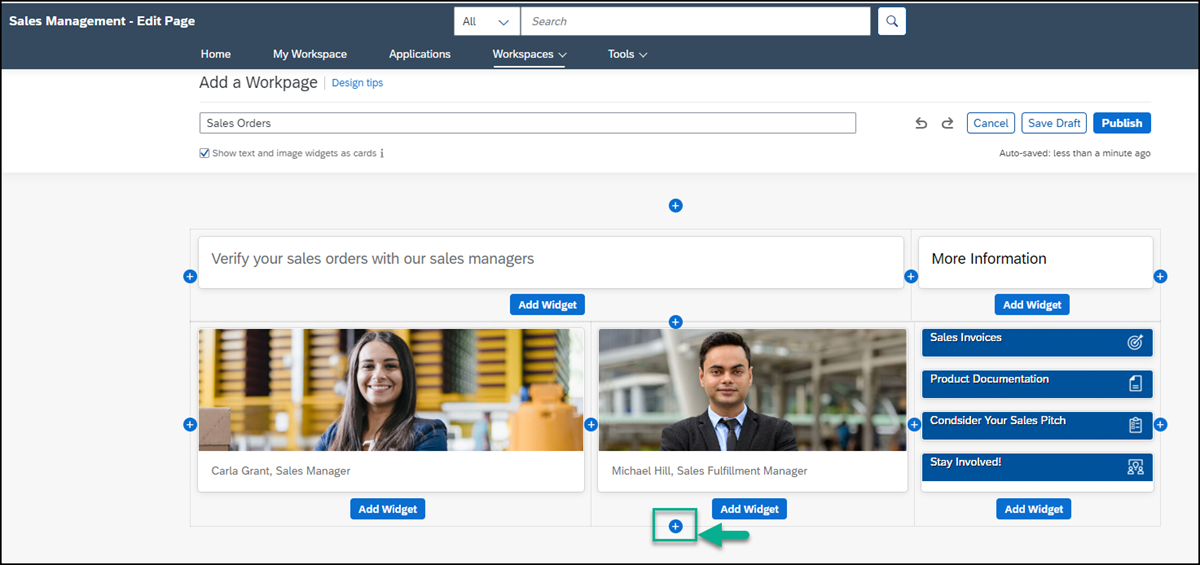 Sales Management - Edit Page
All
Search
Home My Workspace Applications Workspaces Tools
Add a Workpage Design tips
Sales Orders
Cancel Save Draft Publish
Show text and image widgets as cards i
Auto-saved: less than a minute ago
Verify your sales orders with our sales managers
More Information
Add Widget
Add Widget
Sales Invoices
Product Documentation
Condsider Your Sales Pitch
Stay Involved!
Carla Grant, Sales Manager
Michael Hill, Sales Fulfillment Manager
Add Widget
Add Widget
Add Widget